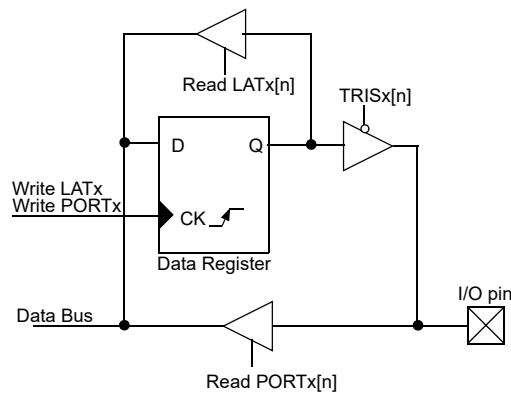 Read LATx[n]
TRISx[n]
D
Q
Write LATx
Write PORTx
CK
Data Register
I/O pin
Data Bus
Read PORTx[n]